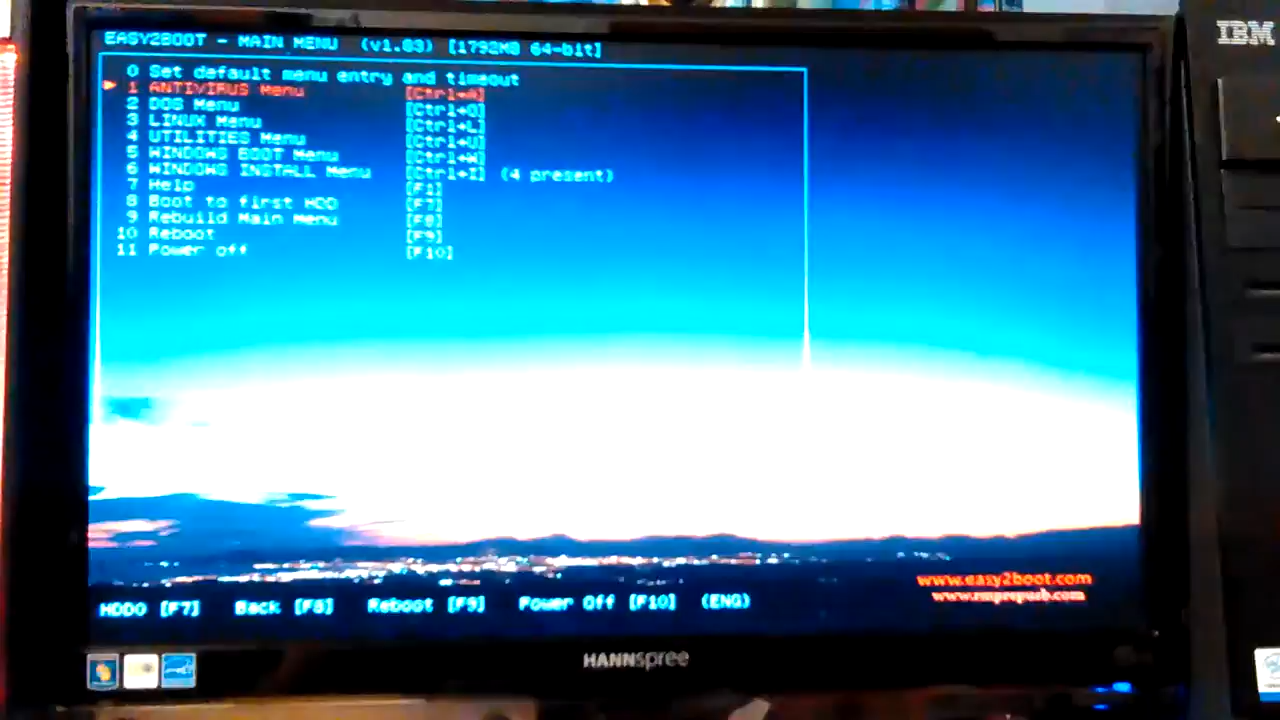 EASY2BOOT - MAIN MENU (v1.83) [1792MB 64-bit]
0 Set default menu entry and timeout
1 ANTIVIRUS Menu [Ctrl+A]
2 DOS Menu [Ctrl+O]
3 LINUX Menu [Ctrl+L]
4 UTILITIES Menu [Ctrl+U]
5 WINDOWS BOOT Menu [Ctrl+W]
6 WINDOWS INSTALL Menu [Ctrl+I] (4 present)
7 Help [F1]
8 Boot to first HDD [F7]
9 Rebuild Main Menu [F8]
10 Reboot [F9]
11 Power off [F10]
www.easy2boot.com
www.rmprepusb.com
HDD0 [F7] Back [F8] Reboot [F9] Power Off [F10] (ENG)
HANNspree
IBM